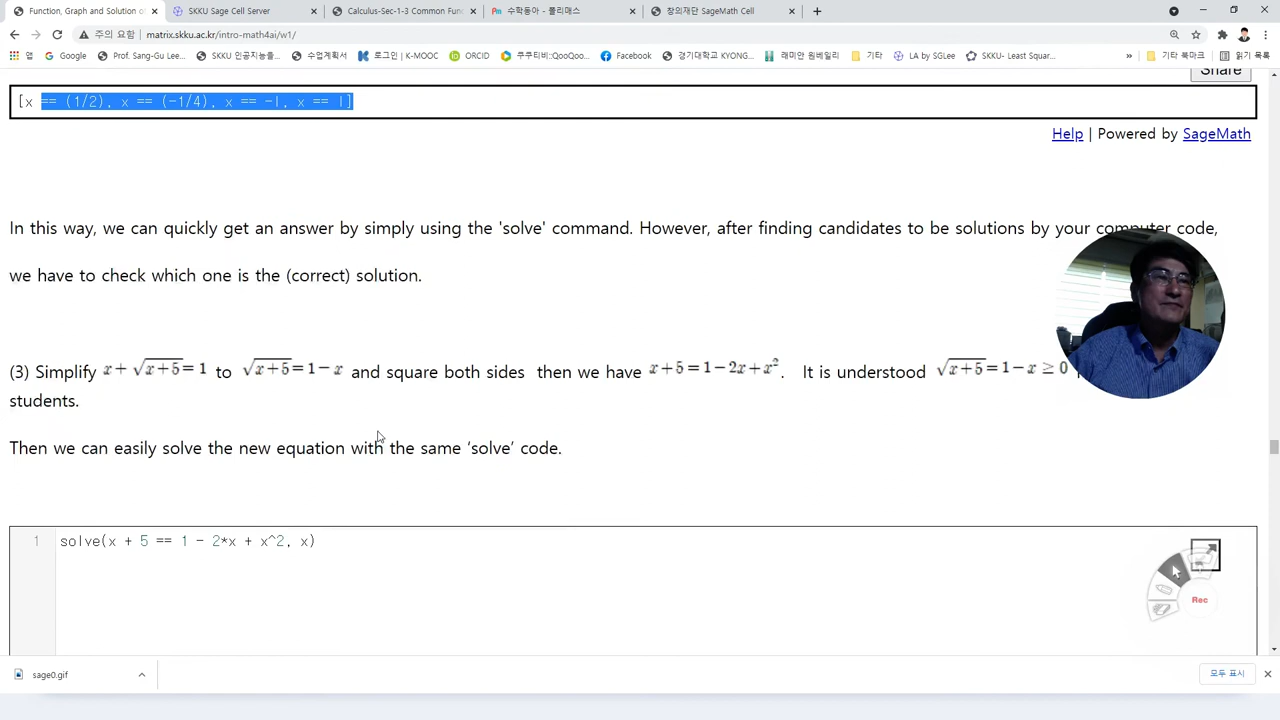 Function, Graph and Solution of
SKKU Sage Cell Server
Calculus-Sec-1-3 Common Fun
수학동아 - 폴리매스
창의재단 SageMath Cell
주의 요함 | matrix.skku.ac.kr/intro-math4ai/w1/
앱 Google Prof. Sang-Gu Lee... SKKU 인공지능을... 수업계획서 로그인 | K-MOOC ORCID 쿠쿠티비::QooQoo... Facebook 경기대학교 KYONG... 래미안 원베일리 기타 LA by SGLee SKKU- Least Squar... » 기타 북마크 읽기 목록
Share
[x == (1/2), x == (-1/4), x == -I, x == I]
Help | Powered by SageMath
In this way, we can quickly get an answer by simply using the 'solve' command. However, after finding candidates to be solutions by your computer code,
we have to check which one is the (correct) solution.
(3) Simplify x + √x+5 = 1 to √x+5 = 1 − x and square both sides then we have x+5 = 1−2x+x². It is understood √x+5 = 1−x ≥ 0
students.
Then we can easily solve the new equation with the same ‘solve’ code.
1 solve(x + 5 == 1 - 2*x + x^2, x)
Rec
sage0.gif
모두 표시